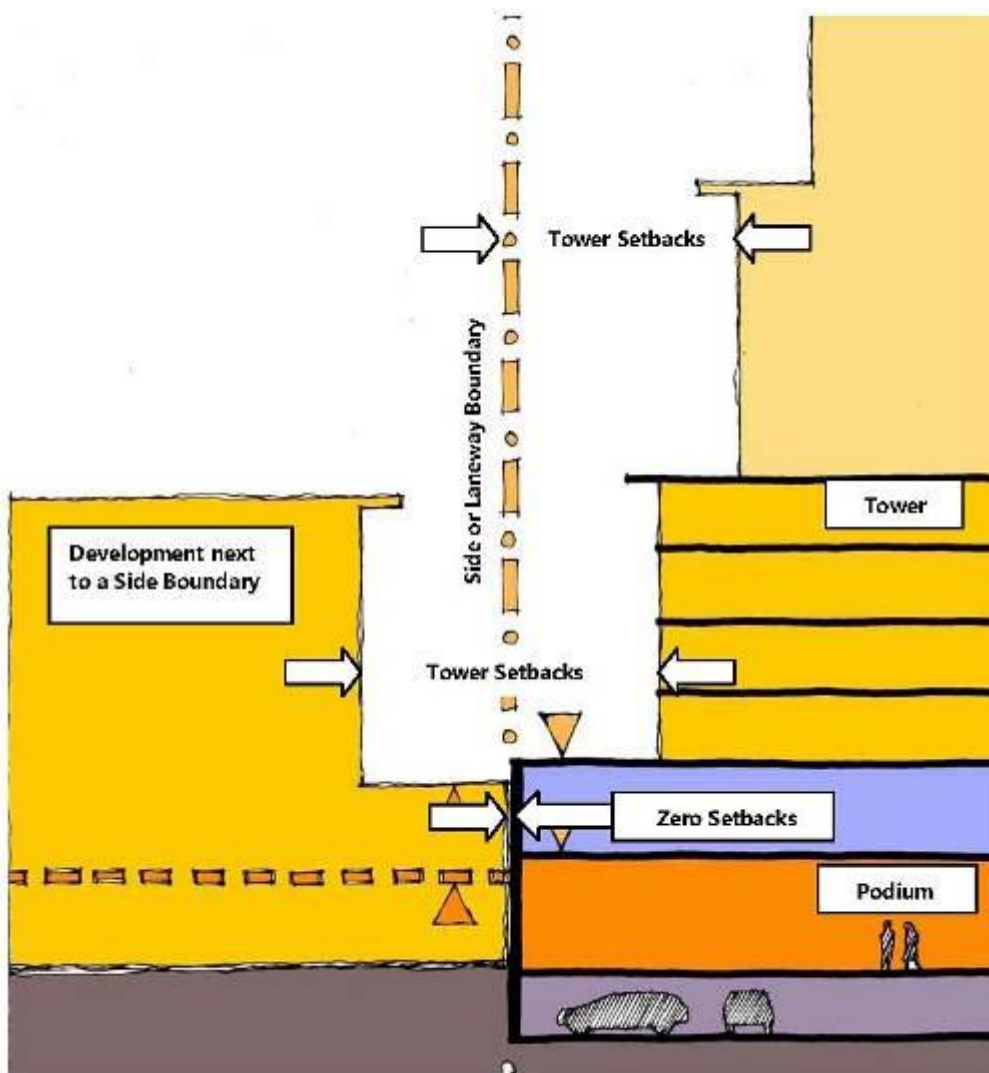 Tower Setbacks
Side or Laneway Boundary
Tower
Development next
to a Side Boundary
Tower Setbacks
Zero Setbacks
Podium